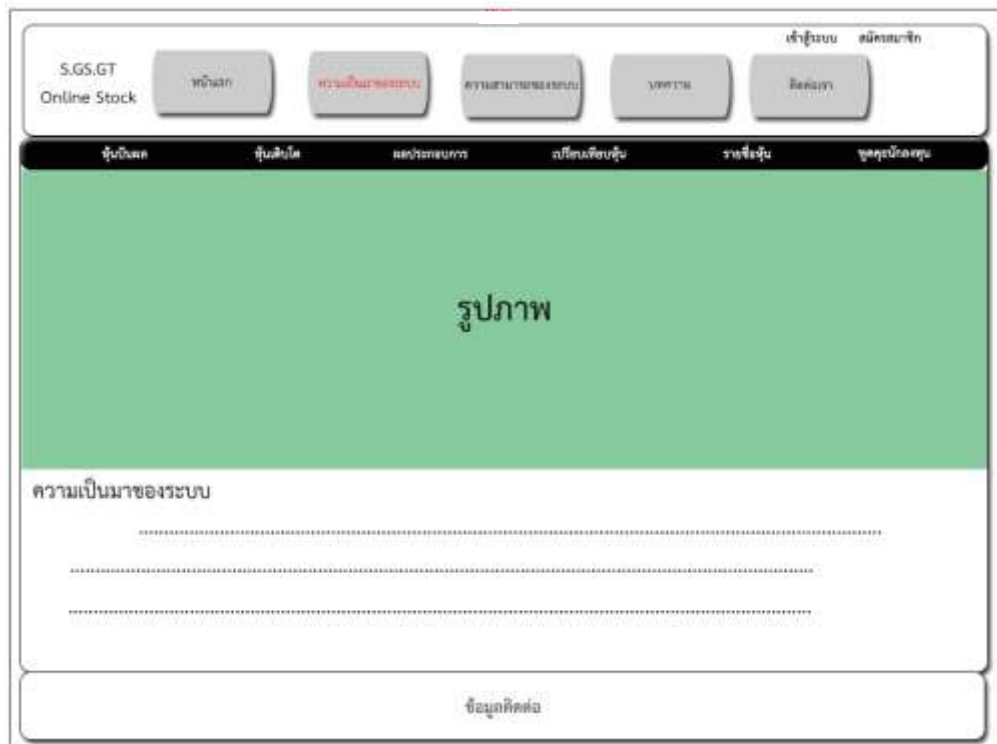 เข้าสู่ระบบ สมัครสมาชิก
S.GS.GT
Online Stock
หน้าแรก ความเป็นมาของระบบ ความสามารถของระบบ บทความ ติดต่อเรา
หุ้นปันผล หุ้นเติบโต ผลประกอบการ เปรียบเทียบหุ้น รายชื่อหุ้น พูดคุยนักลงทุน
รูปภาพ
ความเป็นมาของระบบ
ข้อมูลติดต่อ